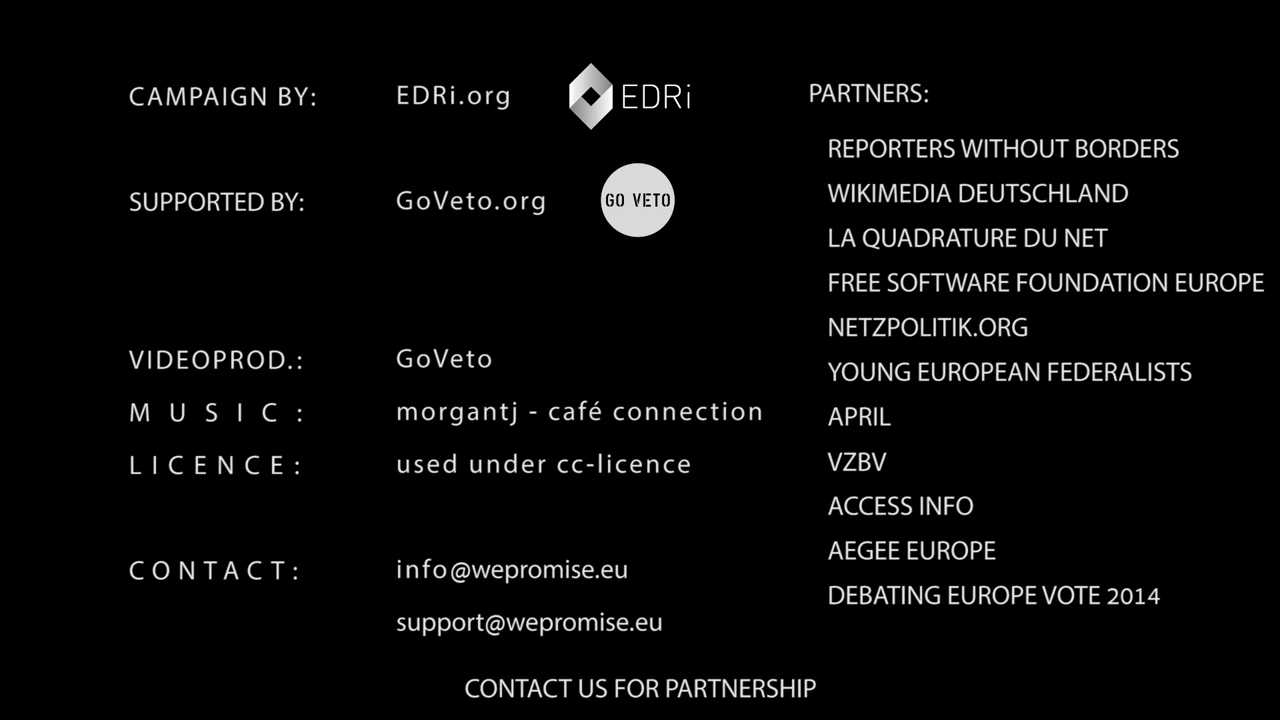 CAMPAIGN BY: EDRi.org EDRi
SUPPORTED BY: GoVeto.org GO VETO
VIDEOPROD.: GoVeto
MUSIC: morgantj - café connection
LICENCE: used under cc-licence
CONTACT: info@wepromise.eu
support@wepromise.eu
PARTNERS:
REPORTERS WITHOUT BORDERS
WIKIMEDIA DEUTSCHLAND
LA QUADRATURE DU NET
FREE SOFTWARE FOUNDATION EUROPE
NETZPOLITIK.ORG
YOUNG EUROPEAN FEDERALISTS
APRIL
VZBV
ACCESS INFO
AEGEE EUROPE
DEBATING EUROPE VOTE 2014
CONTACT US FOR PARTNERSHIP